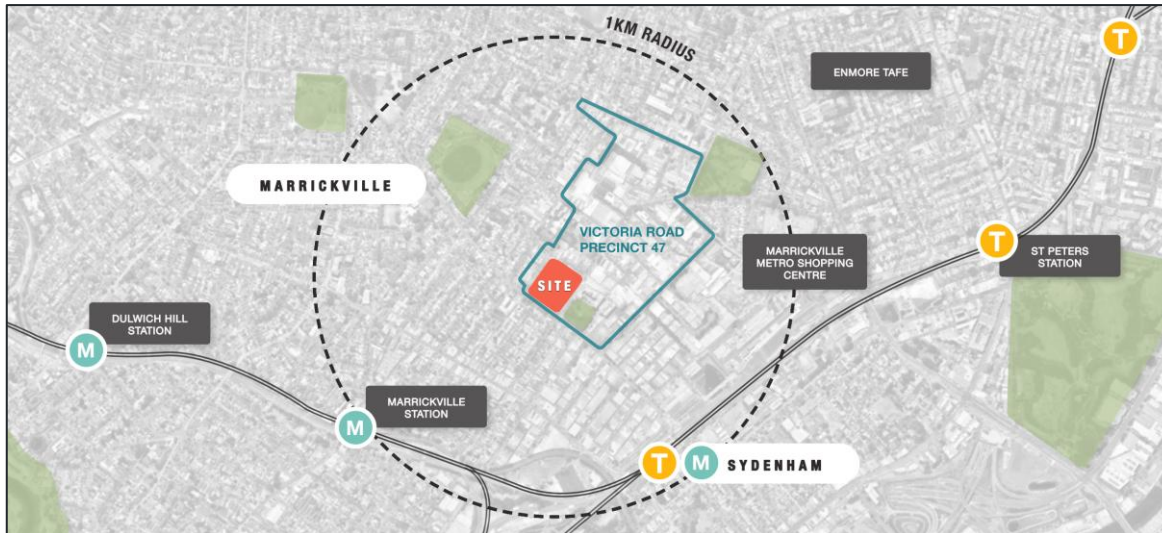 1KM RADIUS
T
ENMORE TAFE
MARRICKVILLE
VICTORIA ROAD
PRECINCT 47
MARRICKVILLE
METRO SHOPPING
CENTRE
T
ST PETERS
STATION
SITE
DULWICH HILL
STATION
M
MARRICKVILLE
STATION
M
T
M
SYDENHAM